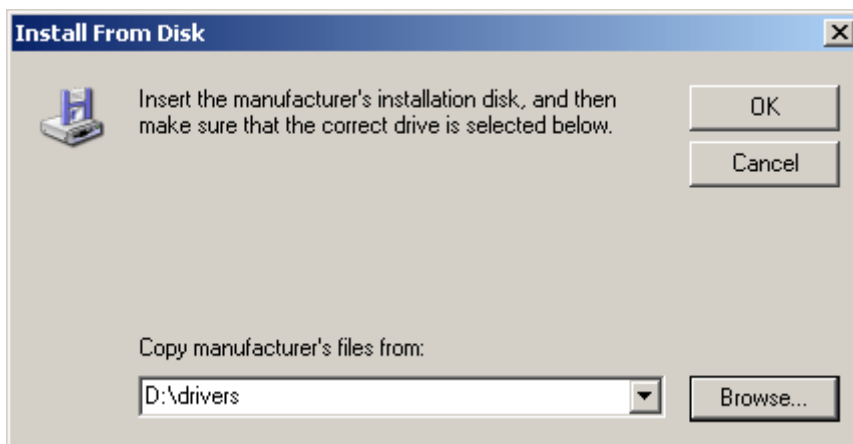 Install From Disk
Insert the manufacturer's installation disk, and then
make sure that the correct drive is selected below.
OK
Cancel
Copy manufacturer's files from:
D:\drivers
Browse...